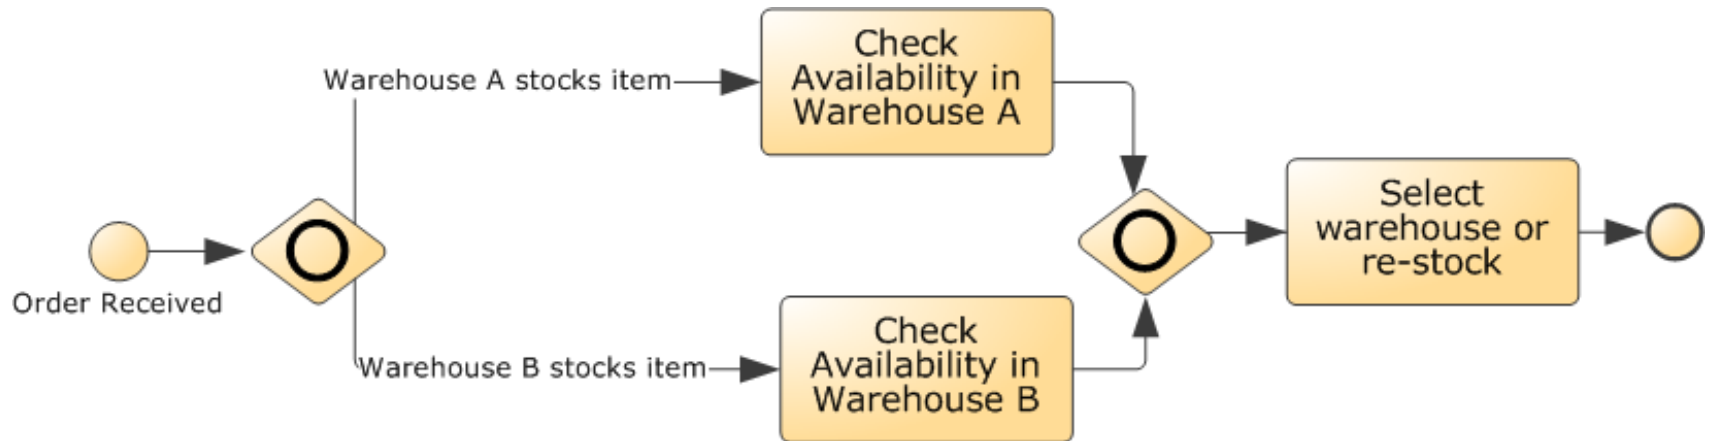 Warehouse A stocks item
Check
Availability in
Warehouse A
Order Received
Warehouse B stocks item
Check
Availability in
Warehouse B
Select
warehouse or
re-stock